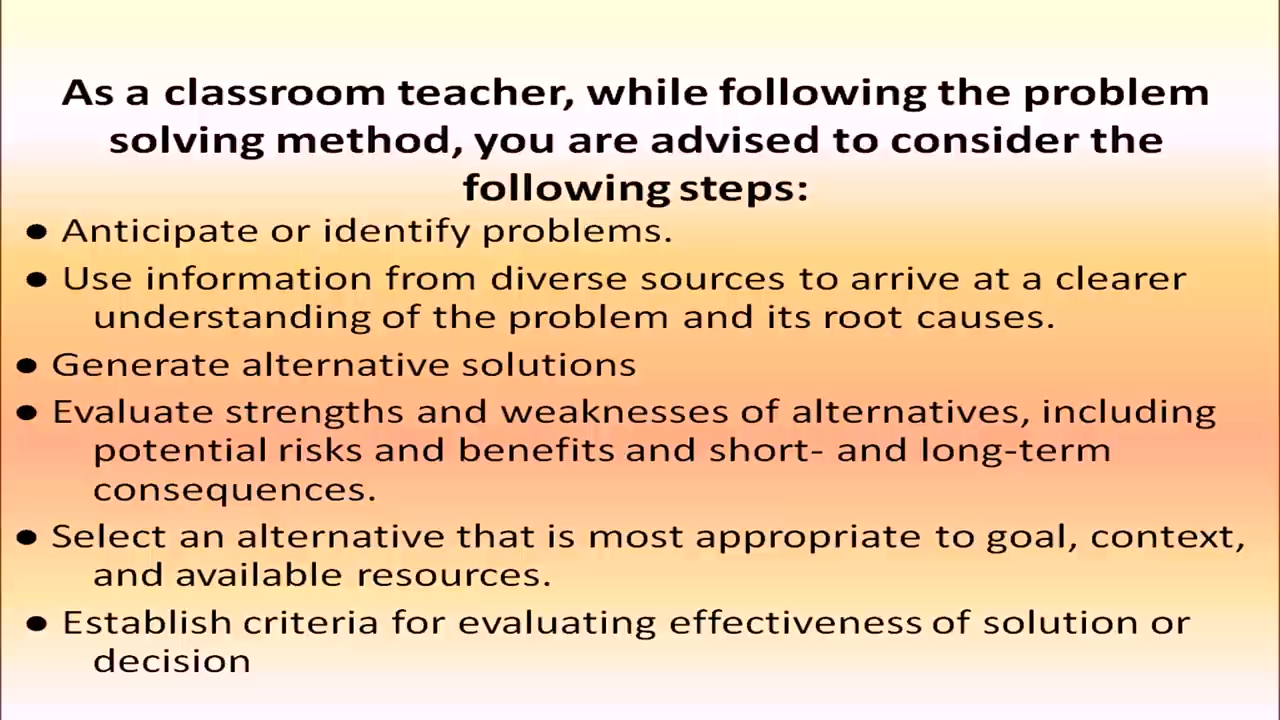 As a classroom teacher, while following the problem
solving method, you are advised to consider the
following steps:
● Anticipate or identify problems.
● Use information from diverse sources to arrive at a clearer
understanding of the problem and its root causes.
● Generate alternative solutions
● Evaluate strengths and weaknesses of alternatives, including
potential risks and benefits and short- and long-term
consequences.
● Select an alternative that is most appropriate to goal, context,
and available resources.
● Establish criteria for evaluating effectiveness of solution or
decision